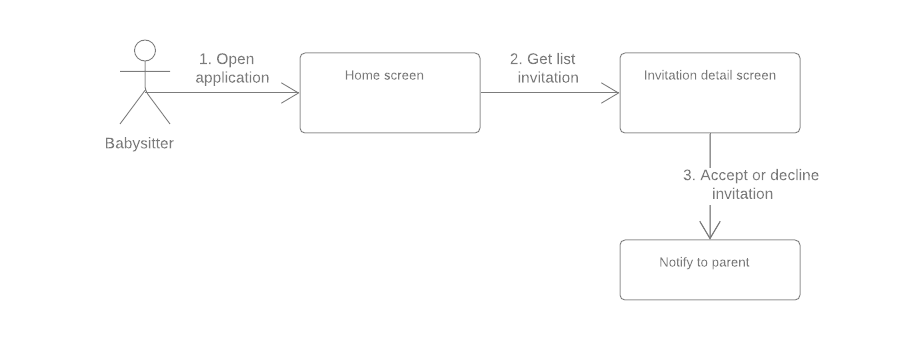 1. Open
application
Home screen
2. Get list
invitation
Invitation detail screen
Babysitter
3. Accept or decline
invitation
Notify to parent